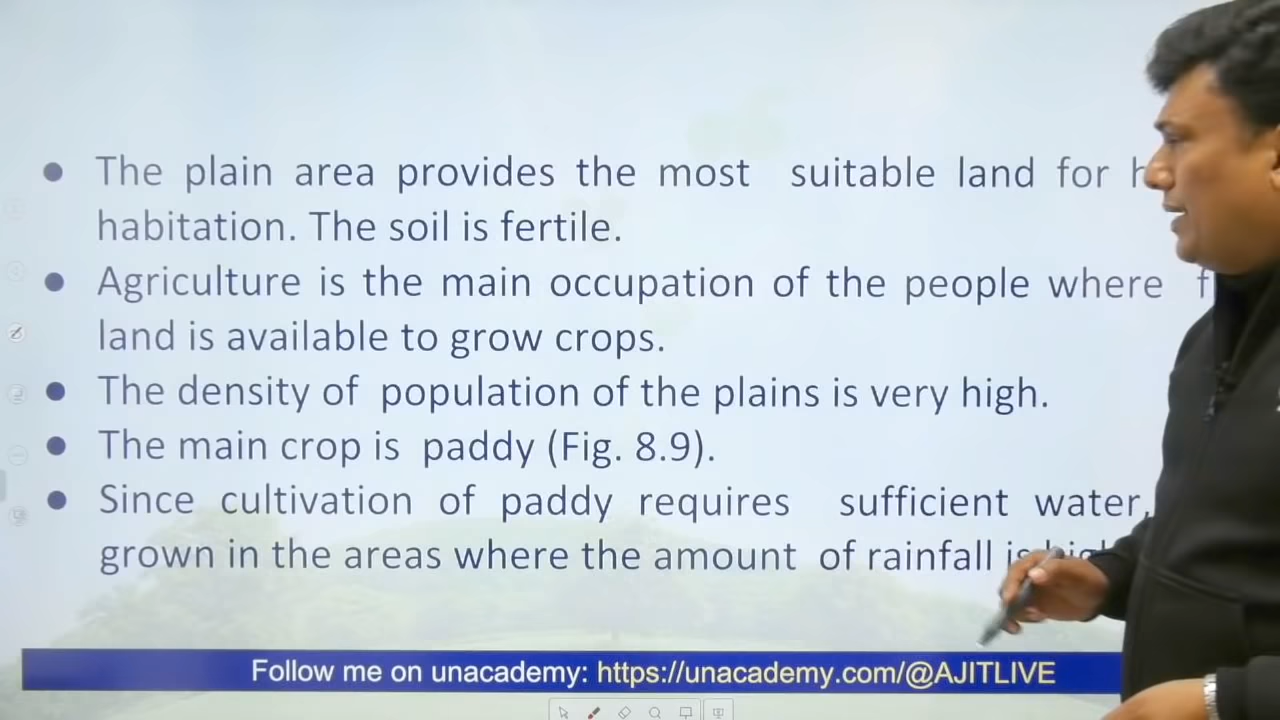 ● The plain area provides the most suitable land for
habitation. The soil is fertile.
● Agriculture is the main occupation of the people where
land is available to grow crops.
● The density of population of the plains is very high.
● The main crop is paddy (Fig. 8.9).
● Since cultivation of paddy requires sufficient water,
grown in the areas where the amount of rainfall is
Follow me on unacademy: https://unacademy.com/@AJITLIVE